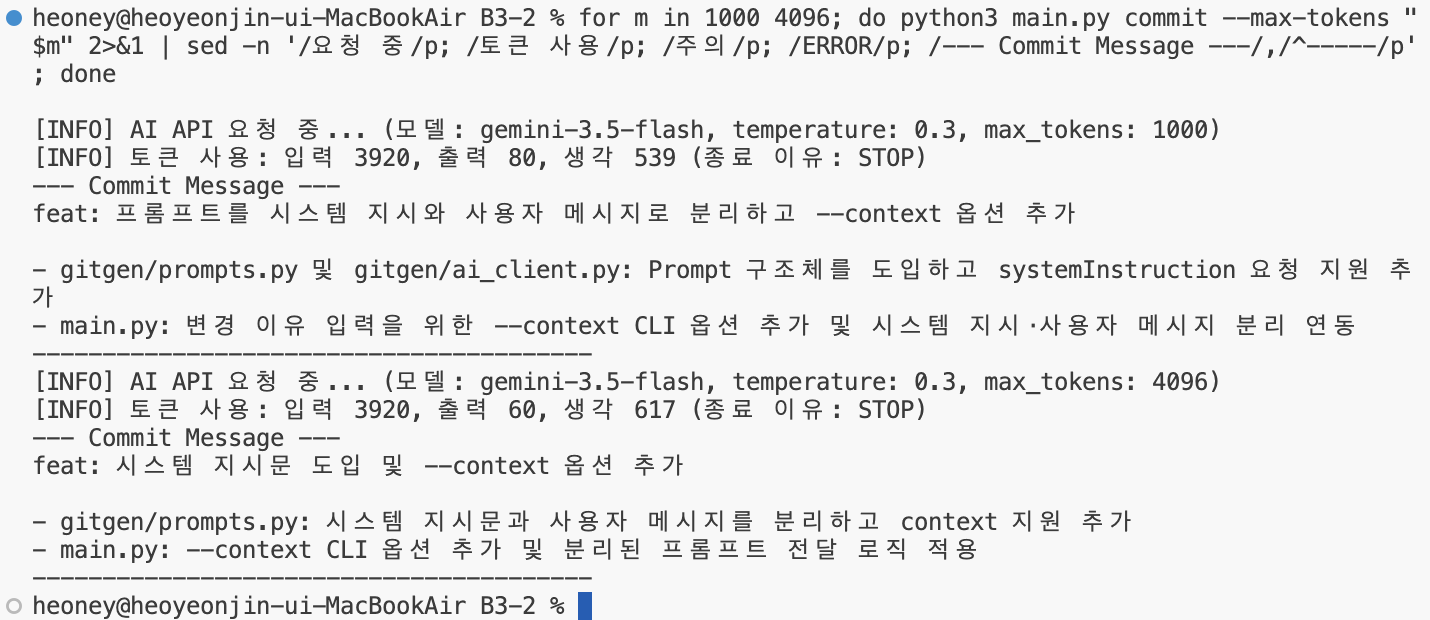 heoney@heoyeonjin-ui-MacBookAir B3-2 % for m in 1000 4096; do python3 main.py commit --max-tokens "
$m" 2>&1 | sed -n '/요청 중/p; /토큰 사용/p; /주의/p; /ERROR/p; /--- Commit Message ---/,/^-----/p'
; done
[INFO] AI API 요청 중... (모델: gemini-3.5-flash, temperature: 0.3, max_tokens: 1000)
[INFO] 토큰 사용: 입력 3920, 출력 80, 생각 539 (종료 이유: STOP)
--- Commit Message ---
feat: 프롬프트를 시스템 지시와 사용자 메시지로 분리하고 --context 옵션 추가
- gitgen/prompts.py 및 gitgen/ai_client.py: Prompt 구조체를 도입하고 systemInstruction 요청 지원 추
가
- main.py: 변경 이유 입력을 위한 --context CLI 옵션 추가 및 시스템 지시·사용자 메시지 분리 연동
----------------------------------------
[INFO] AI API 요청 중... (모델: gemini-3.5-flash, temperature: 0.3, max_tokens: 4096)
[INFO] 토큰 사용: 입력 3920, 출력 60, 생각 617 (종료 이유: STOP)
--- Commit Message ---
feat: 시스템 지시문 도입 및 --context 옵션 추가
- gitgen/prompts.py: 시스템 지시문과 사용자 메시지를 분리하고 context 지원 추가
- main.py: --context CLI 옵션 추가 및 분리된 프롬프트 전달 로직 적용
----------------------------------------
heoney@heoyeonjin-ui-MacBookAir B3-2 %